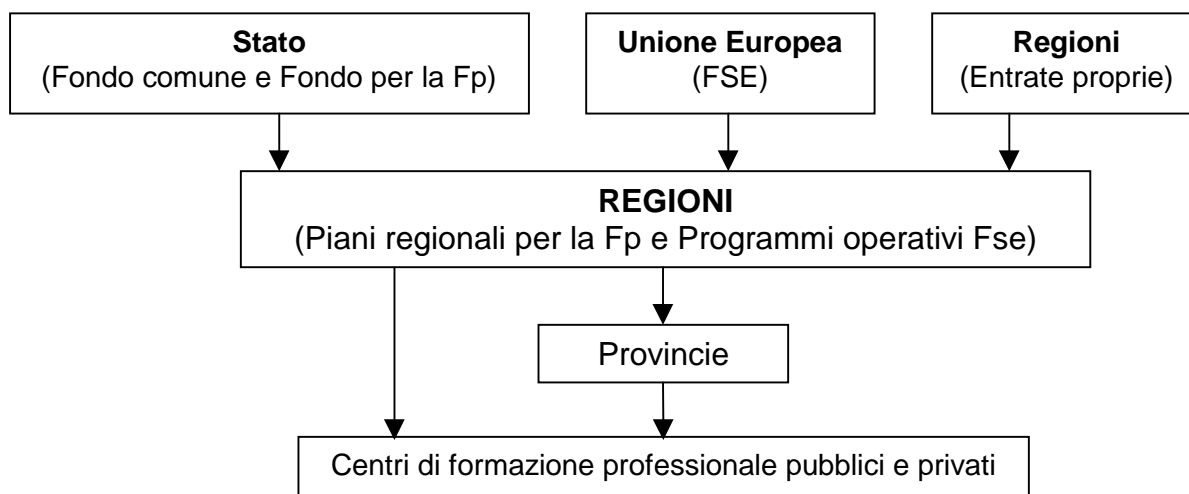 Stato
(Fondo comune e Fondo per la Fp)
Unione Europea
(FSE)
Regioni
(Entrate proprie)
REGIONI
(Piani regionali per la Fp e Programmi operativi Fse)
Provincie
Centri di formazione professionale pubblici e privati